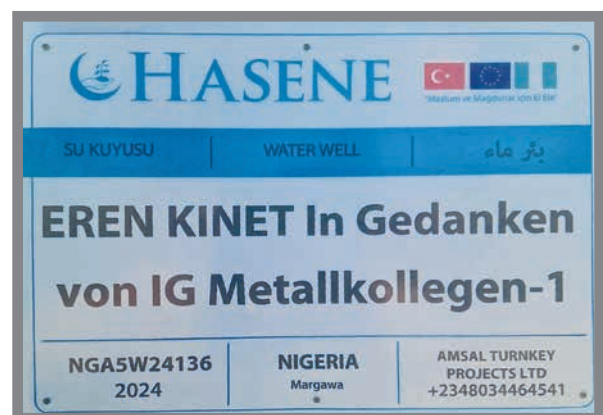 HASENE
"Mazlum ve Mağdurlar için El Ele"
SU KUYUSU
WATER WELL
بئر ماء
EREN KINET In Gedanken
von IG Metallkollegen-1
NGA5W24136
2024
NIGERIA
Margawa
AMSAL TURNKEY
PROJECTS LTD
+2348034464541